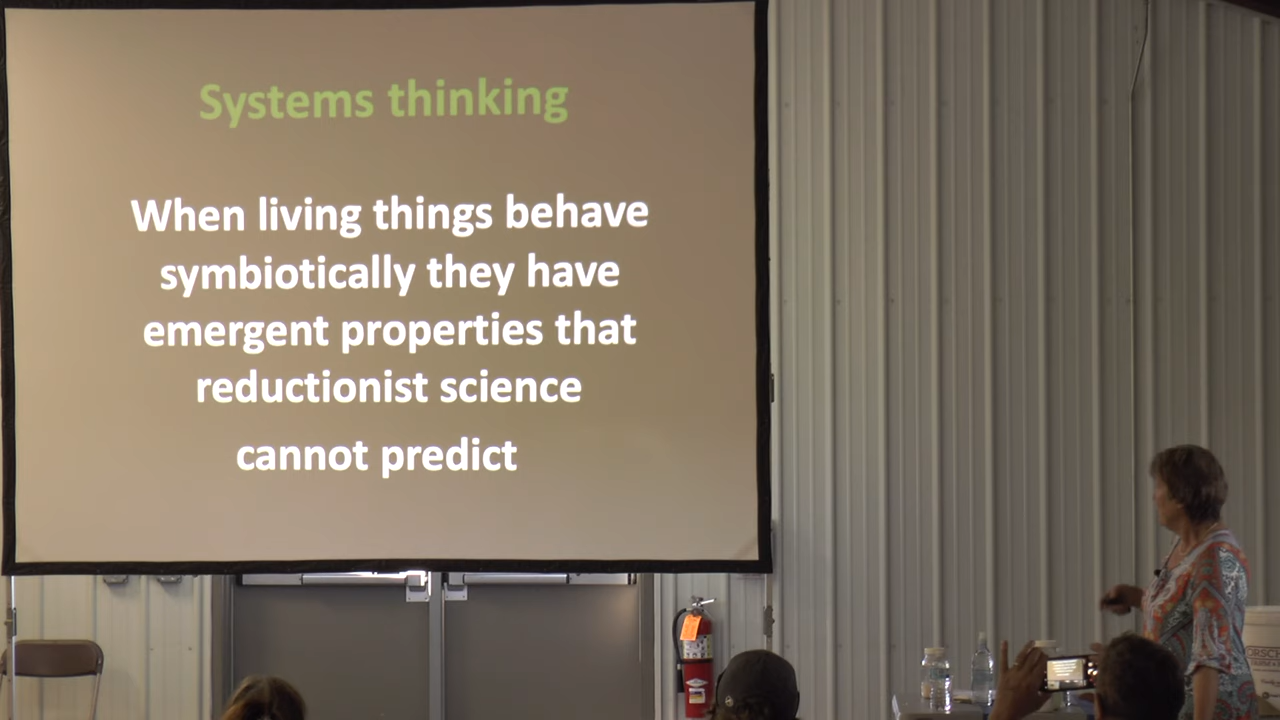 Systems thinking
When living things behave
symbiotically they have
emergent properties that
reductionist science
cannot predict